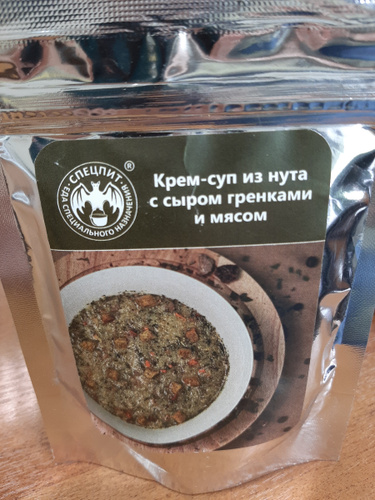 СПЕЦПИТ
®
ЕДА СПЕЦИАЛЬНОГО НАЗНАЧЕНИЯ
Крем-суп из нута
с сыром гренками
и мясом